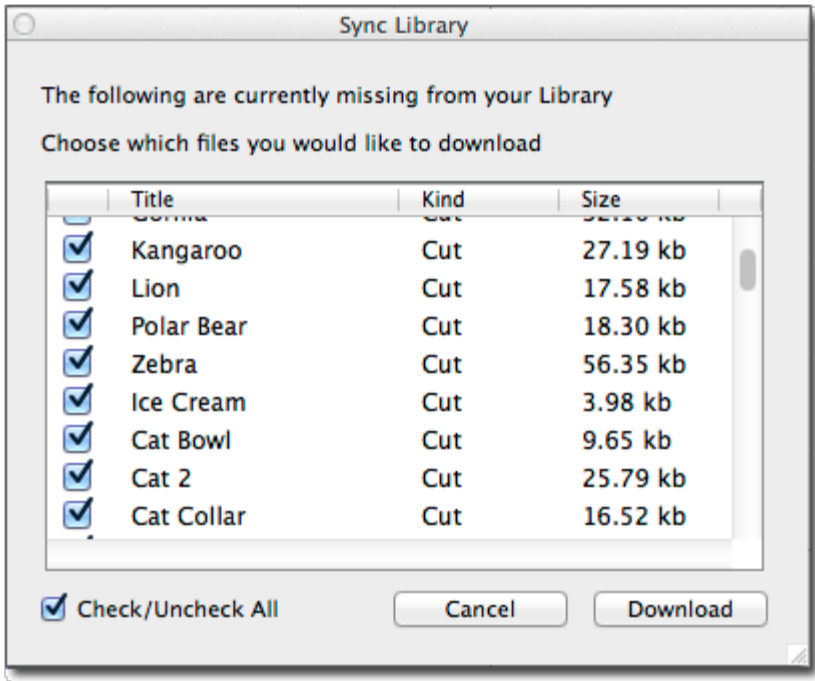 Sync Library
The following are currently missing from your Library
Choose which files you would like to download
Title Kind Size
Kangaroo Cut 27.19 kb
Lion Cut 17.58 kb
Polar Bear Cut 18.30 kb
Zebra Cut 56.35 kb
Ice Cream Cut 3.98 kb
Cat Bowl Cut 9.65 kb
Cat 2 Cut 25.79 kb
Cat Collar Cut 16.52 kb
Check/Uncheck All Cancel Download